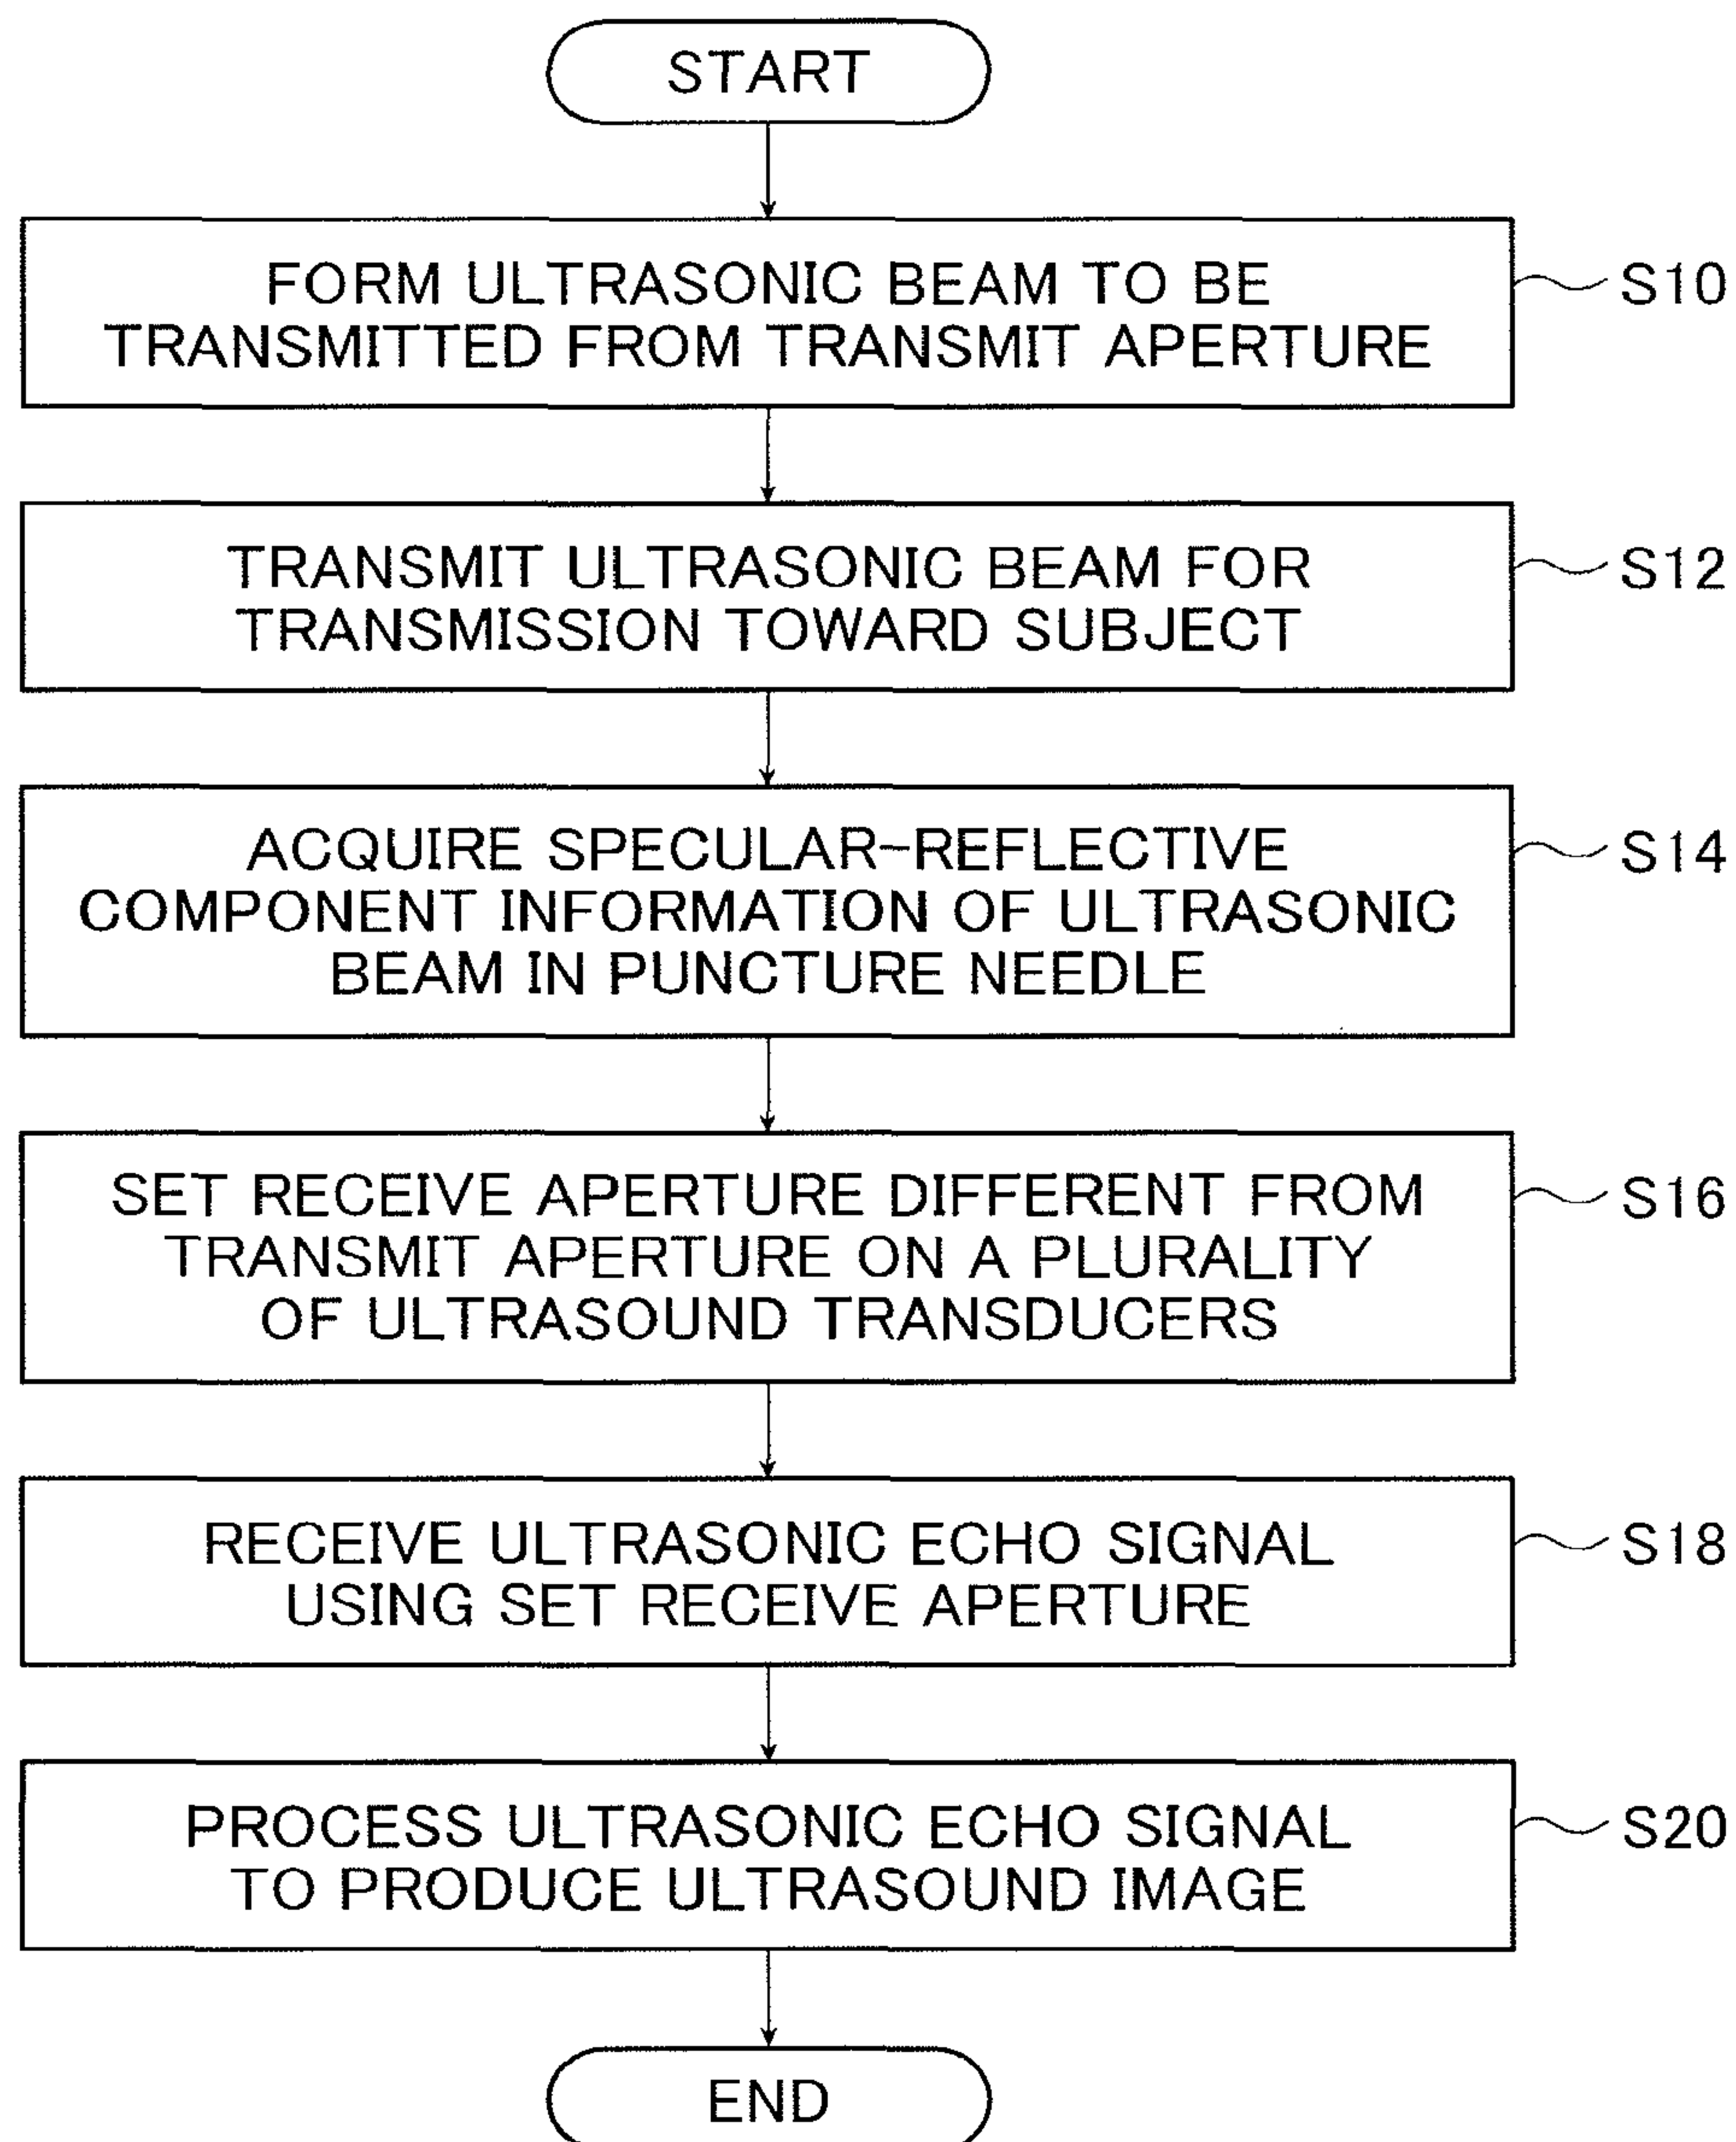 START
FORM ULTRASONIC BEAM TO BE
TRANSMITTED FROM TRANSMIT APERTURE
S10
TRANSMIT ULTRASONIC BEAM FOR
TRANSMISSION TOWARD SUBJECT
S12
ACQUIRE SPECULAR-REFLECTIVE
COMPONENT INFORMATION OF ULTRASONIC
BEAM IN PUNCTURE NEEDLE
S14
SET RECEIVE APERTURE DIFFERENT FROM
TRANSMIT APERTURE ON A PLURALITY
OF ULTRASOUND TRANSDUCERS
S16
RECEIVE ULTRASONIC ECHO SIGNAL
USING SET RECEIVE APERTURE
S18
PROCESS ULTRASONIC ECHO SIGNAL
TO PRODUCE ULTRASOUND IMAGE
S20
END